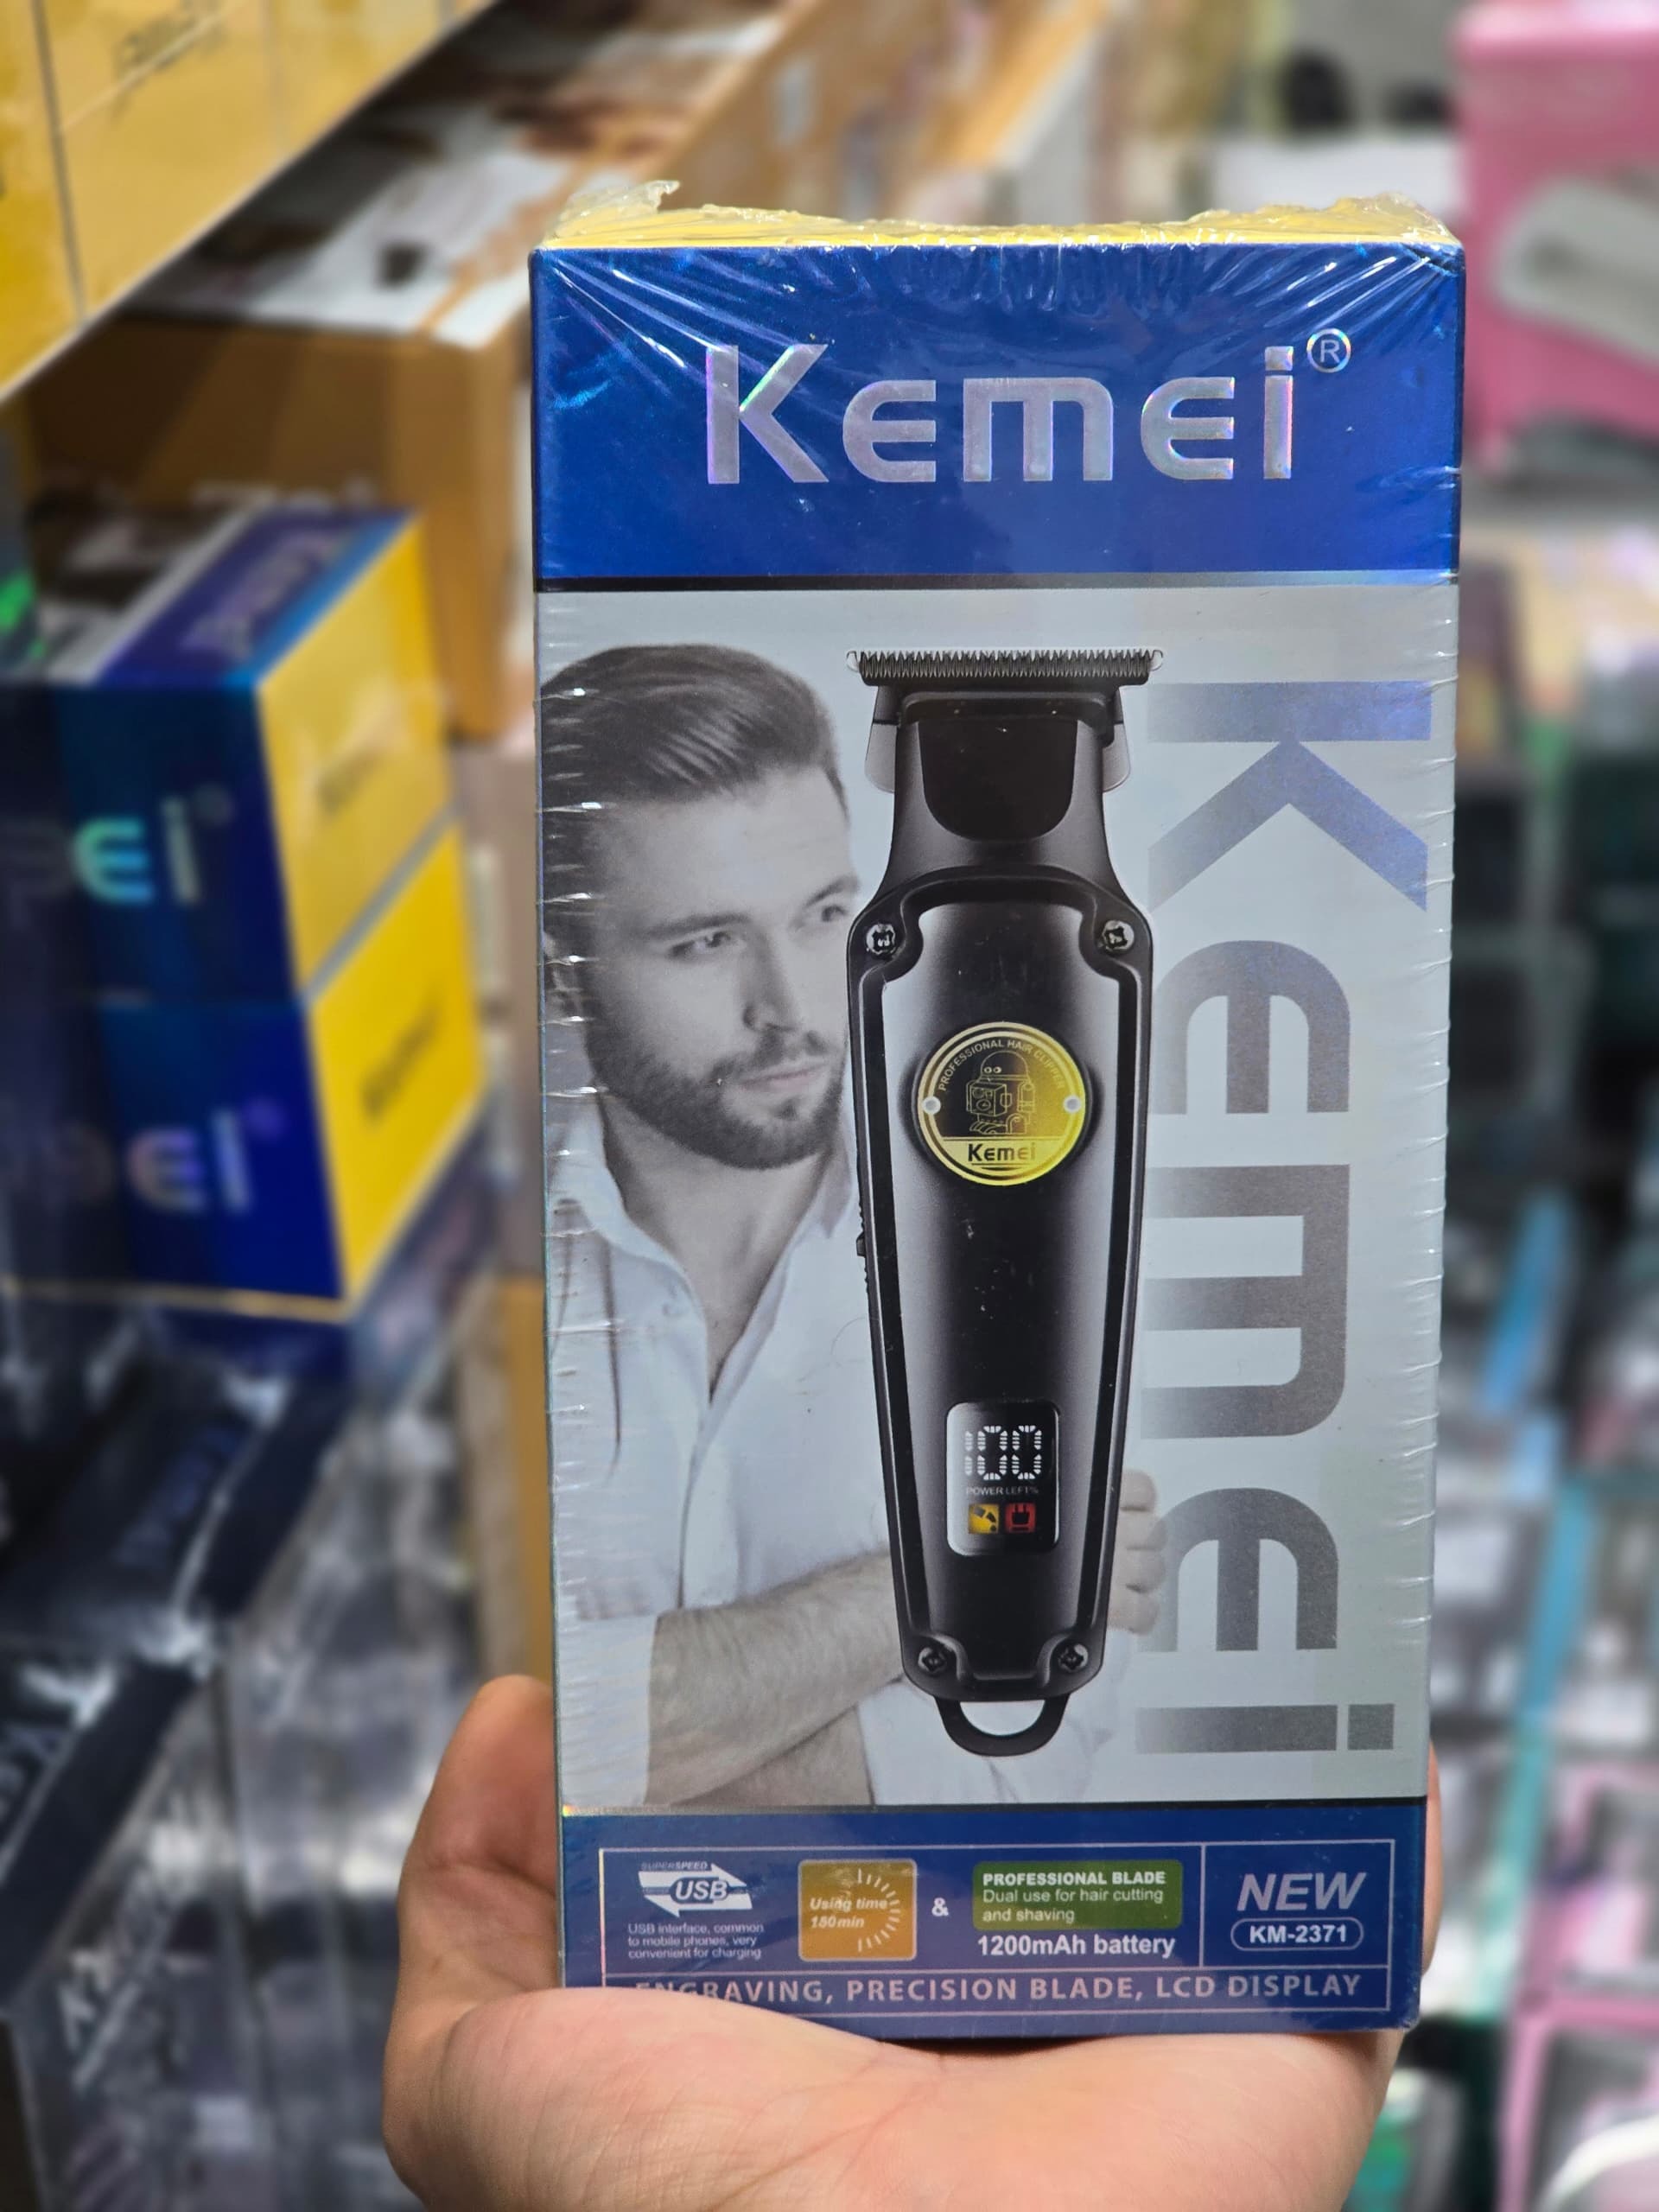 Kemei®
Kemei
PROFESSIONAL HAIR CLIPPER
Kemei
100
POWER LEFT%
SUPERSPEED
USB
USB interface, common
to mobile phones, very
convenient for charging
Using time
180min
&
PROFESSIONAL BLADE
Dual use for hair cutting
and shaving
1200mAh battery
NEW
KM-2371
ENGRAVING, PRECISION BLADE, LCD DISPLAY